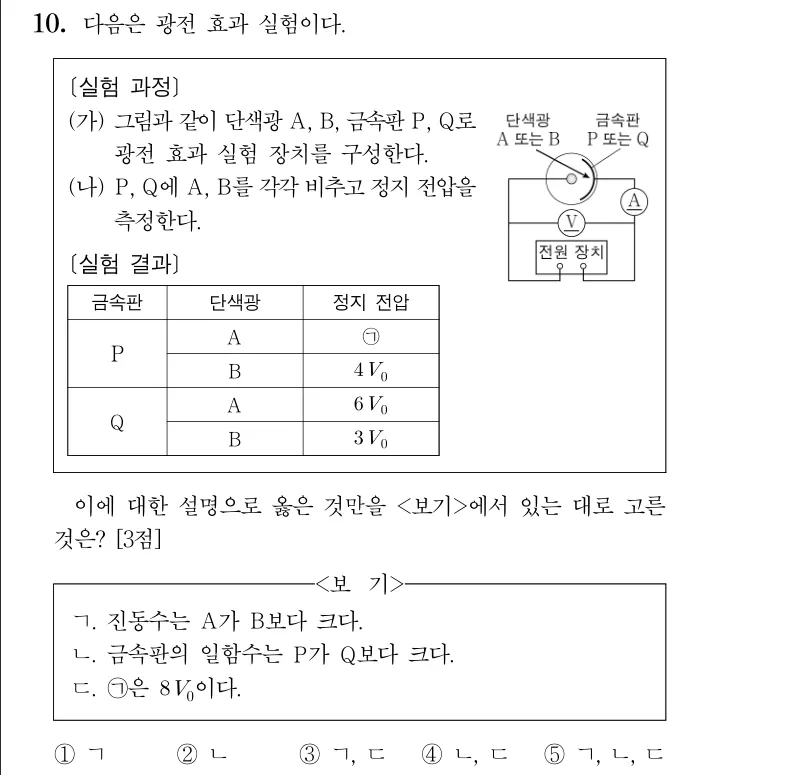 10. 다음은 광전 효과 실험이다.
〔실험 과정〕
(가) 그림과 같이 단색광 A, B, 금속판 P, Q로
광전 효과 실험 장치를 구성한다.
(나) P, Q에 A, B를 각각 비추고 정지 전압을
측정한다.
단색광 금속판
A 또는 B P 또는 Q
A
V
전원 장치
〔실험 결과〕
금속판 단색광 정지 전압
P A ㉠
B 4V₀
Q A 6V₀
B 3V₀
이에 대한 설명으로 옳은 것만을 <보기>에서 있는 대로 고른
것은? [3점]
<보 기>
ㄱ. 진동수는 A가 B보다 크다.
ㄴ. 금속판의 일함수는 P가 Q보다 크다.
ㄷ. ㉠은 8V₀이다.
① ㄱ ② ㄴ ③ ㄱ, ㄷ ④ ㄴ, ㄷ ⑤ ㄱ, ㄴ, ㄷ